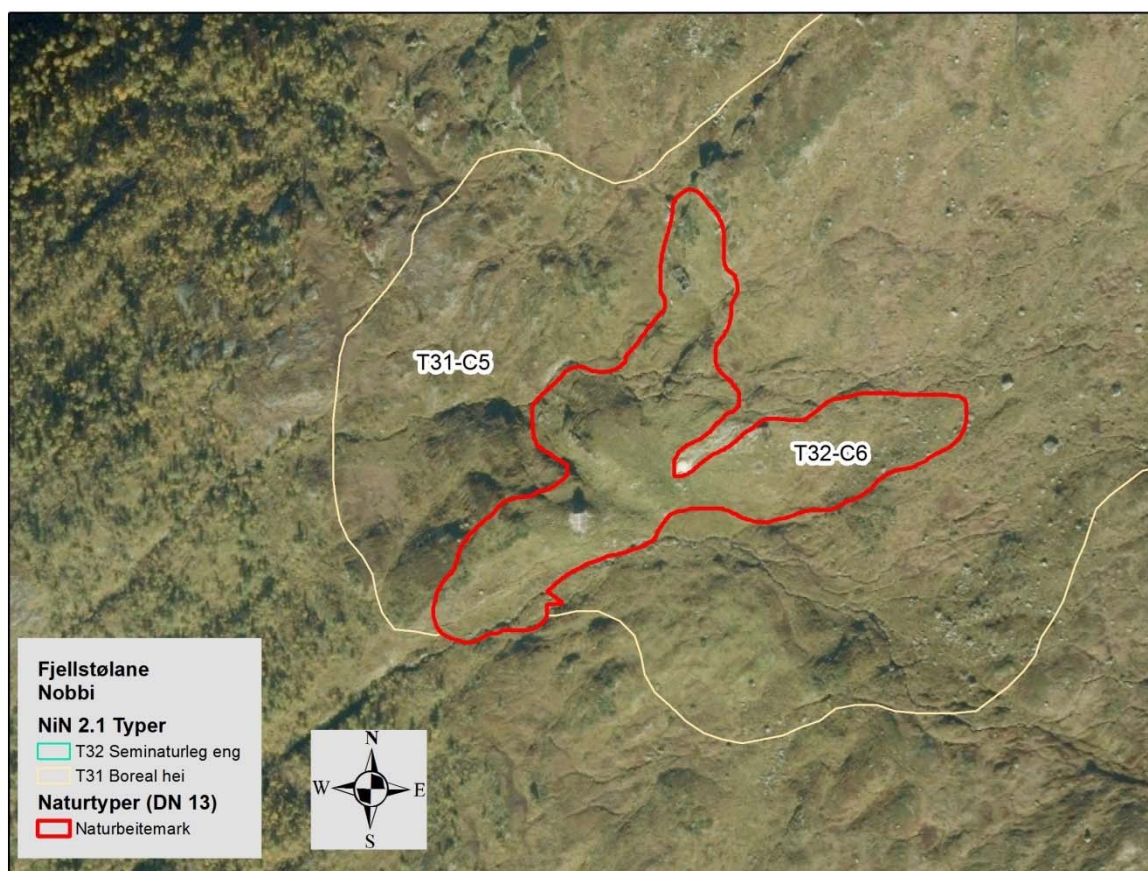 T31-C5
T32-C6
Fjellstølane
Nobbi
NiN 2.1 Typer
T32 Seminaturleg eng
T31 Boreal hei
Naturtyper (DN 13)
Naturbeitemark
N
W E
S